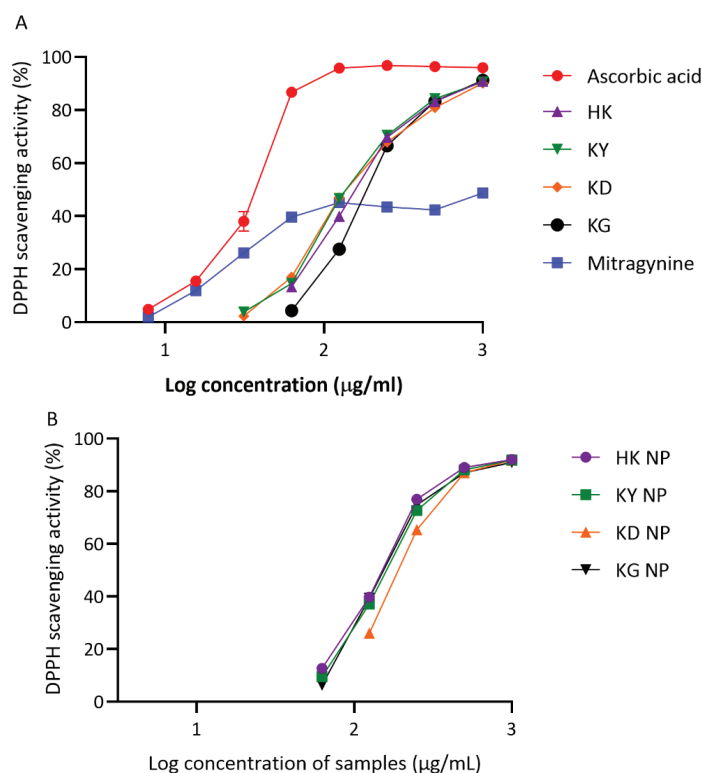 A
DPPH scavenging activity (%)
100
80
60
40
20
0
1
2
3
Log concentration (μg/ml)
Ascorbic acid
HK
KY
KD
KG
Mitragynine
B
DPPH scavenging activity (%)
100
80
60
40
20
0
1
2
3
Log concentration of samples (μg/mL)
HK NP
KY NP
KD NP
KG NP